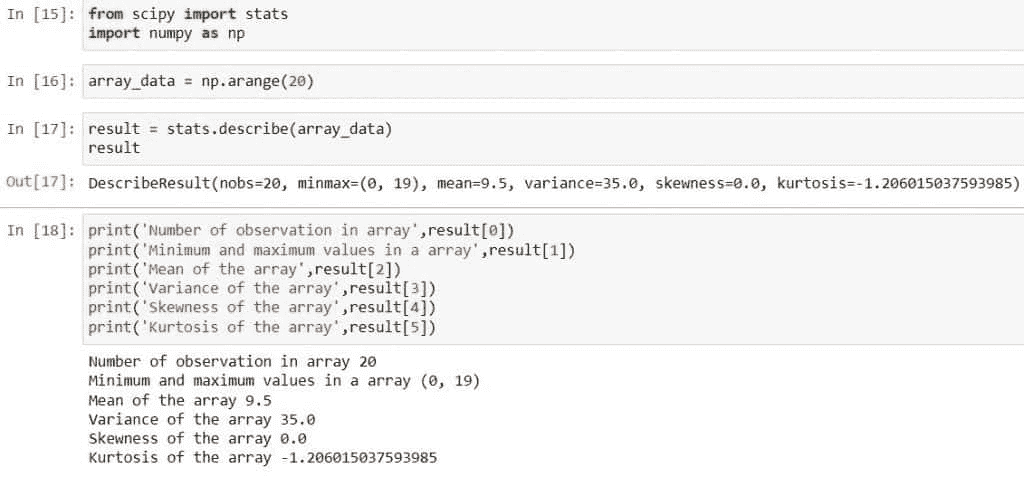 In [15]: from scipy import stats
import numpy as np
In [16]: array_data = np.arange(20)
In [17]: result = stats.describe(array_data)
result
Out[17]: DescribeResult(nobs=20, minmax=(0, 19), mean=9.5, variance=35.0, skewness=0.0, kurtosis=-1.206015037593985)
In [18]: print('Number of observation in array',result[0])
print('Minimum and maximum values in a array',result[1])
print('Mean of the array',result[2])
print('Variance of the array',result[3])
print('Skewness of the array',result[4])
print('Kurtosis of the array',result[5])
Number of observation in array 20
Minimum and maximum values in a array (0, 19)
Mean of the array 9.5
Variance of the array 35.0
Skewness of the array 0.0
Kurtosis of the array -1.206015037593985